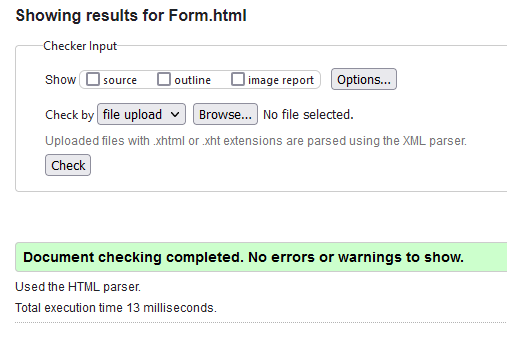 Showing results for Form.html
Checker Input
Show source outline image report Options...
Check by file upload Browse... No file selected.
Uploaded files with .xhtml or .xht extensions are parsed using the XML parser.
Check
Document checking completed. No errors or warnings to show.
Used the HTML parser.
Total execution time 13 milliseconds.